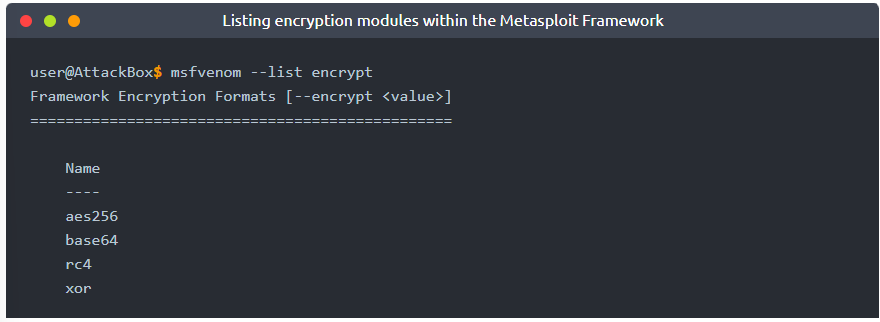 Listing encryption modules within the Metasploit Framework
user@AttackBox$ msfvenom --list encrypt
Framework Encryption Formats [--encrypt <value>]
================================================
Name
----
aes256
base64
rc4
xor